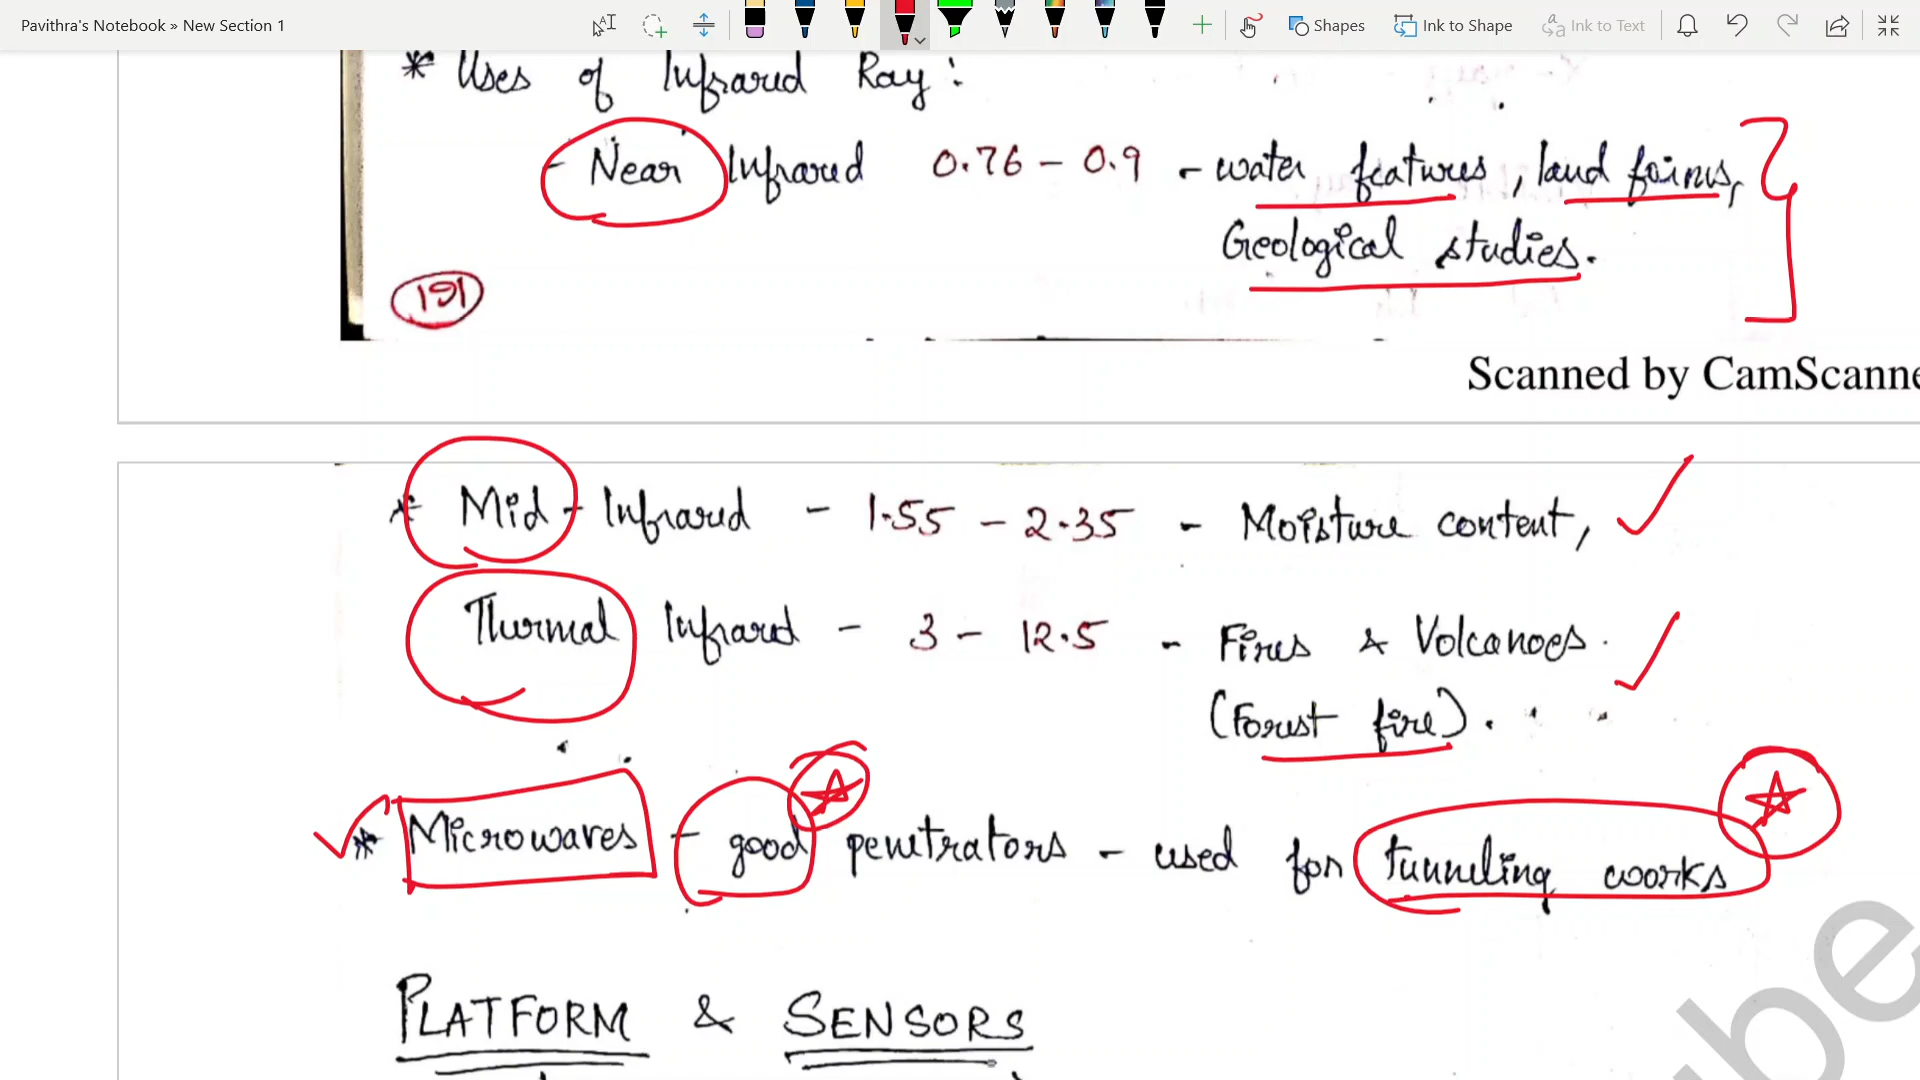 Pavithra's Notebook » New Section 1
Shapes
Ink to Shape
Ink to Text
* Uses of Infrared Ray :
- Near Infrared 0.76 - 0.9 - water features, land forms,
Geological studies.
191
Scanned by CamScanne
* Mid - Infrared - 1.55 - 2.35 - Moisture content,
Thermal Infrared - 3 - 12.5 - Fires & Volcanoes.
(Forest fire).
* Microwaves - good penetrators - used for tunneling works
PLATFORM & SENSORS
be